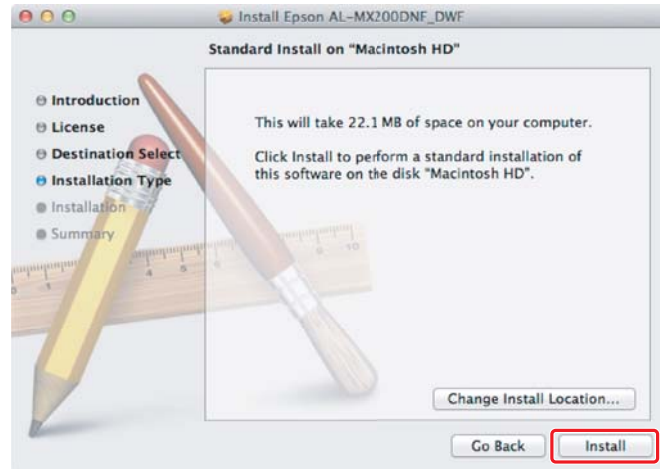 Install Epson AL-MX200DNF_DWF
Standard Install on "Macintosh HD"
Introduction
License
Destination Select
Installation Type
Installation
Summary
This will take 22.1 MB of space on your computer.
Click Install to perform a standard installation of
this software on the disk "Macintosh HD".
Change Install Location...
Go Back
Install